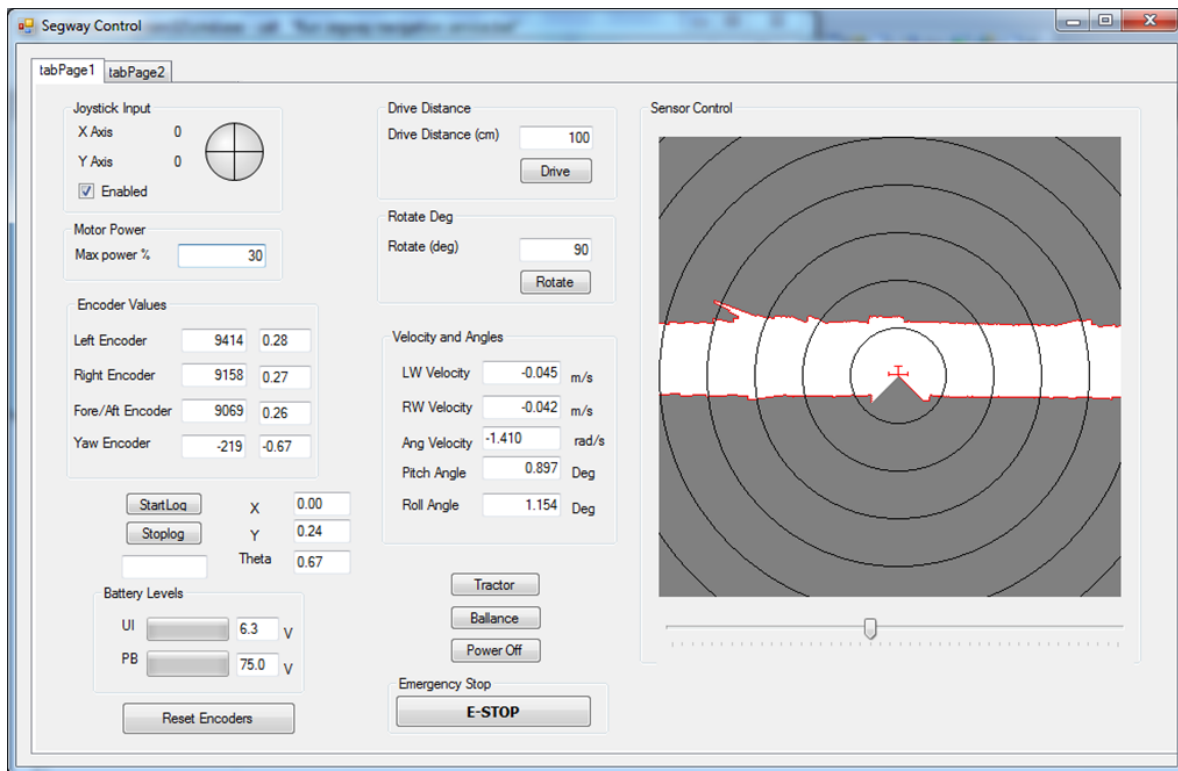 Segway Control
tabPage1 tabPage2
Joystick Input
X Axis 0
Y Axis 0
Enabled
Motor Power
Max power % 30
Encoder Values
Left Encoder 9414 0.28
Right Encoder 9158 0.27
Fore/Aft Encoder 9069 0.26
Yaw Encoder -219 -0.67
StartLog X 0.00
Stoplog Y 0.24
Theta 0.67
Battery Levels
UI 6.3 V
PB 75.0 V
Reset Encoders
Drive Distance
Drive Distance (cm) 100
Drive
Rotate Deg
Rotate (deg) 90
Rotate
Velocity and Angles
LW Velocity -0.045 m/s
RW Velocity -0.042 m/s
Ang Velocity -1.410 rad/s
Pitch Angle 0.897 Deg
Roll Angle 1.154 Deg
Tractor
Ballance
Power Off
Emergency Stop
E-STOP
Sensor Control